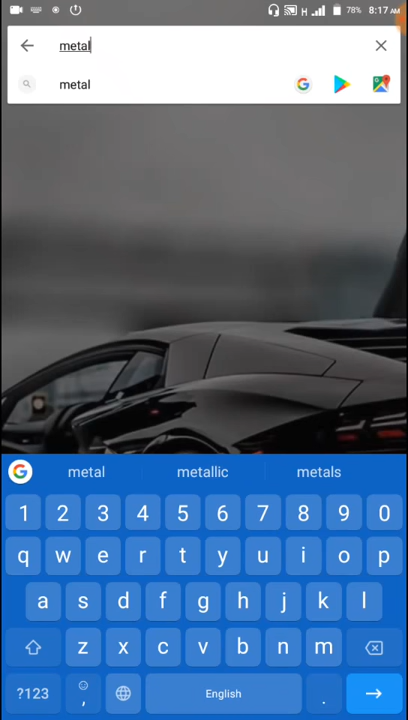 H 78% 8:17 AM
metal
metal
metal metallic metals
1 2 3 4 5 6 7 8 9 0
q w e r t y u i o p
a s d f g h j k l
z x c v b n m
?123 , English .